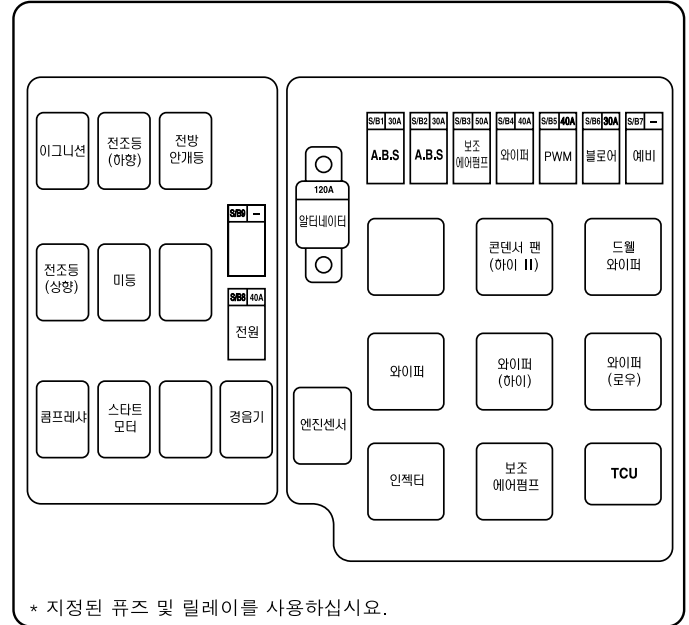 S/B1 30A
S/B2 30A
S/B3 50A
S/B4 40A
S/B5 40A
S/B6 30A
S/B7 –
A.B.S
A.B.S
보조
에어펌프
와이퍼
PWM
블로어
예비
이그니션
전조등
(하향)
전방
안개등
120A
알터네이터
S/B9 –
콘덴서 팬
(하이 II)
드웰
와이퍼
전조등
(상향)
미등
S/B8 40A
전원
와이퍼
와이퍼
(하이)
와이퍼
(로우)
콤프레샤
스타트
모터
경음기
엔진센서
인젝터
보조
에어펌프
TCU
* 지정된 퓨즈 및 릴레이를 사용하십시요.